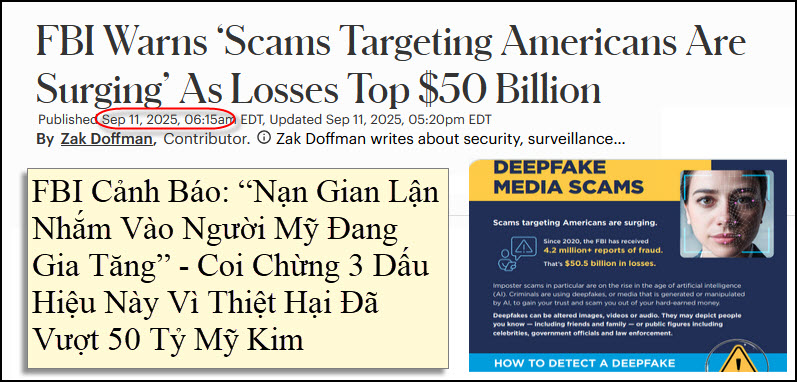 FBI Warns ‘Scams Targeting Americans Are
Surging’ As Losses Top $50 Billion
Published Sep 11, 2025, 06:15am EDT, Updated Sep 11, 2025, 05:20pm EDT
By Zak Doffman, Contributor. ⓘ Zak Doffman writes about security, surveillance...
FBI Cảnh Báo: “Nạn Gian Lận
Nhắm Vào Người Mỹ Đang
Gia Tăng” - Coi Chừng 3 Dấu
Hiệu Này Vì Thiệt Hại Đã
Vượt 50 Tỷ Mỹ Kim
DEEPFAKE
MEDIA SCAMS
Scams targeting Americans are surging.
Since 2020, the FBI has received
4.2 million+ reports of fraud.
That's $50.5 billion in losses.
Imposter scams in particular are on the rise in the age of artificial intelligence
(AI). Criminals are using deepfakes, or media that is generated or manipulated
by AI, to gain your trust and scam you out of your hard-earned money.
Deepfakes can be altered images, videos or audio. They may depict people
you know — including friends and family — or public figures including
celebrities, government officials and law enforcement.
HOW TO DETECT A DEEPFAKE